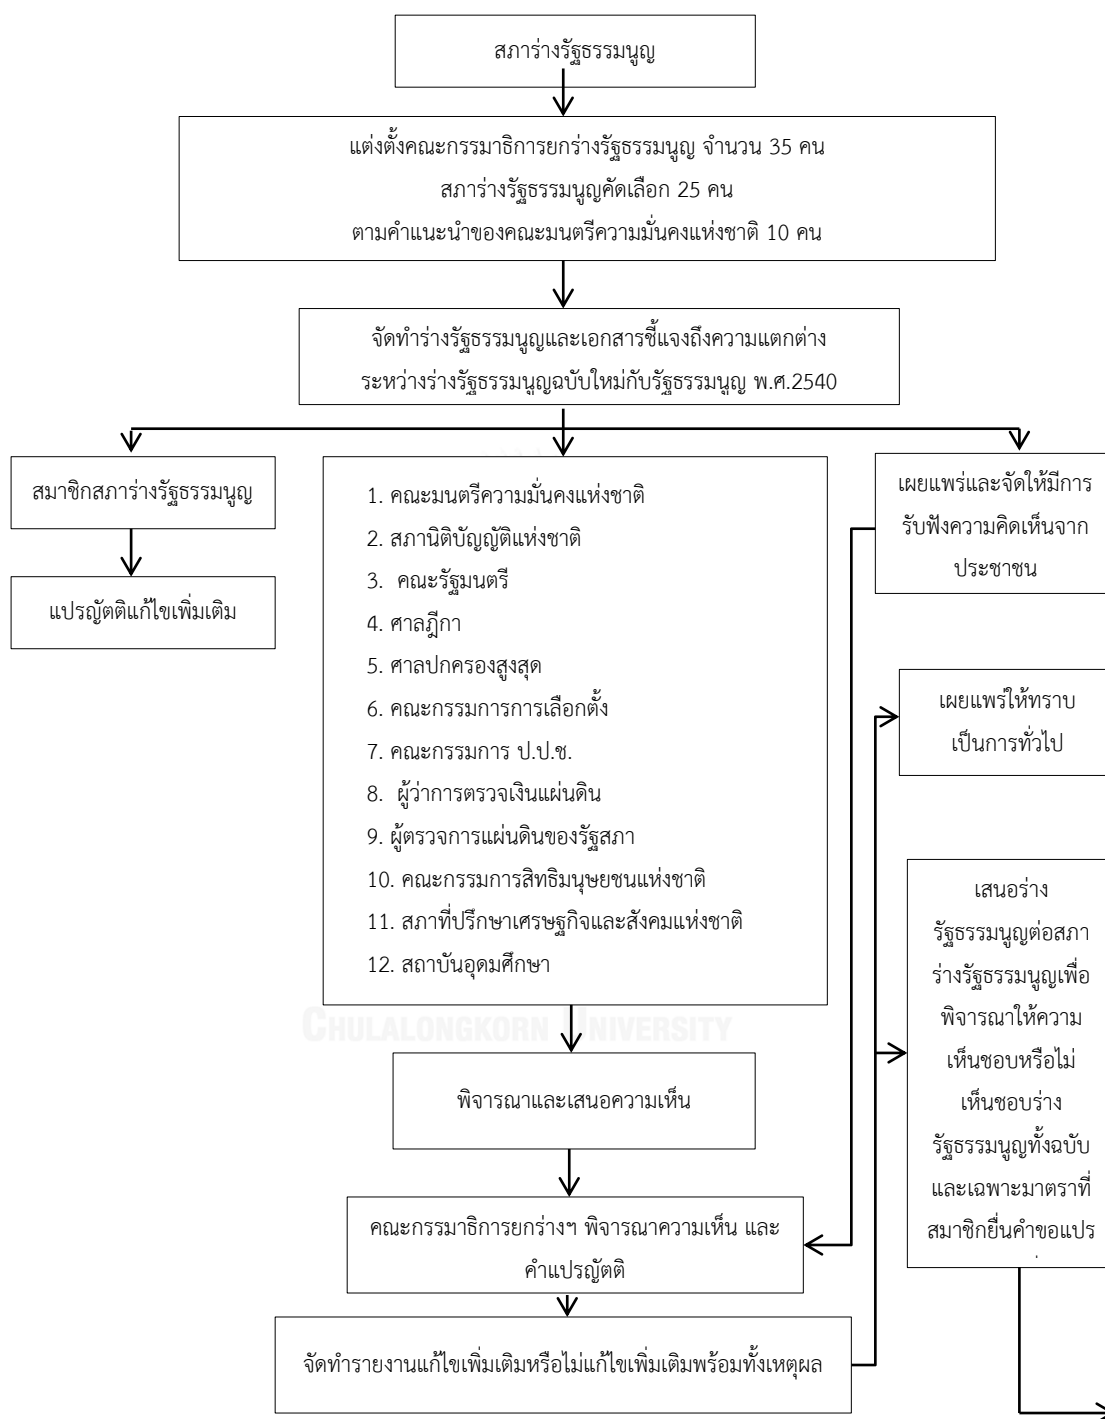 สภาร่างรัฐธรรมนูญ
แต่งตั้งคณะกรรมาธิการยกร่างรัฐธรรมนูญ จำนวน 35 คน
สภาร่างรัฐธรรมนูญคัดเลือก 25 คน
ตามคำแนะนำของคณะมนตรีความมั่นคงแห่งชาติ 10 คน
จัดทำร่างรัฐธรรมนูญและเอกสารชี้แจงถึงความแตกต่าง
ระหว่างร่างรัฐธรรมนูญฉบับใหม่กับรัฐธรรมนูญ พ.ศ.2540
สมาชิกสภาร่างรัฐธรรมนูญ
แปรญัตติแก้ไขเพิ่มเติม
1. คณะมนตรีความมั่นคงแห่งชาติ
2. สภานิติบัญญัติแห่งชาติ
3. คณะรัฐมนตรี
4. ศาลฎีกา
5. ศาลปกครองสูงสุด
6. คณะกรรมการการเลือกตั้ง
7. คณะกรรมการ ป.ป.ช.
8. ผู้ว่าการตรวจเงินแผ่นดิน
9. ผู้ตรวจการแผ่นดินของรัฐสภา
10. คณะกรรมการสิทธิมนุษยชนแห่งชาติ
11. สภาที่ปรึกษาเศรษฐกิจและสังคมแห่งชาติ
12. สถาบันอุดมศึกษา
เผยแพร่และจัดให้มีการ
รับฟังความคิดเห็นจาก
ประชาชน
CHULALONGKORN UNIVERSITY
พิจารณาและเสนอความเห็น
คณะกรรมาธิการยกร่างฯ พิจารณาความเห็น และ
คำแปรญัตติ
จัดทำรายงานแก้ไขเพิ่มเติมหรือไม่แก้ไขเพิ่มเติมพร้อมทั้งเหตุผล
เผยแพร่ให้ทราบ
เป็นการทั่วไป
เสนอร่าง
รัฐธรรมนูญต่อสภา
ร่างรัฐธรรมนูญเพื่อ
พิจารณาให้ความ
เห็นชอบหรือไม่
เห็นชอบร่าง
รัฐธรรมนูญทั้งฉบับ
และเฉพาะมาตราที่
สมาชิกยื่นคำขอแปร